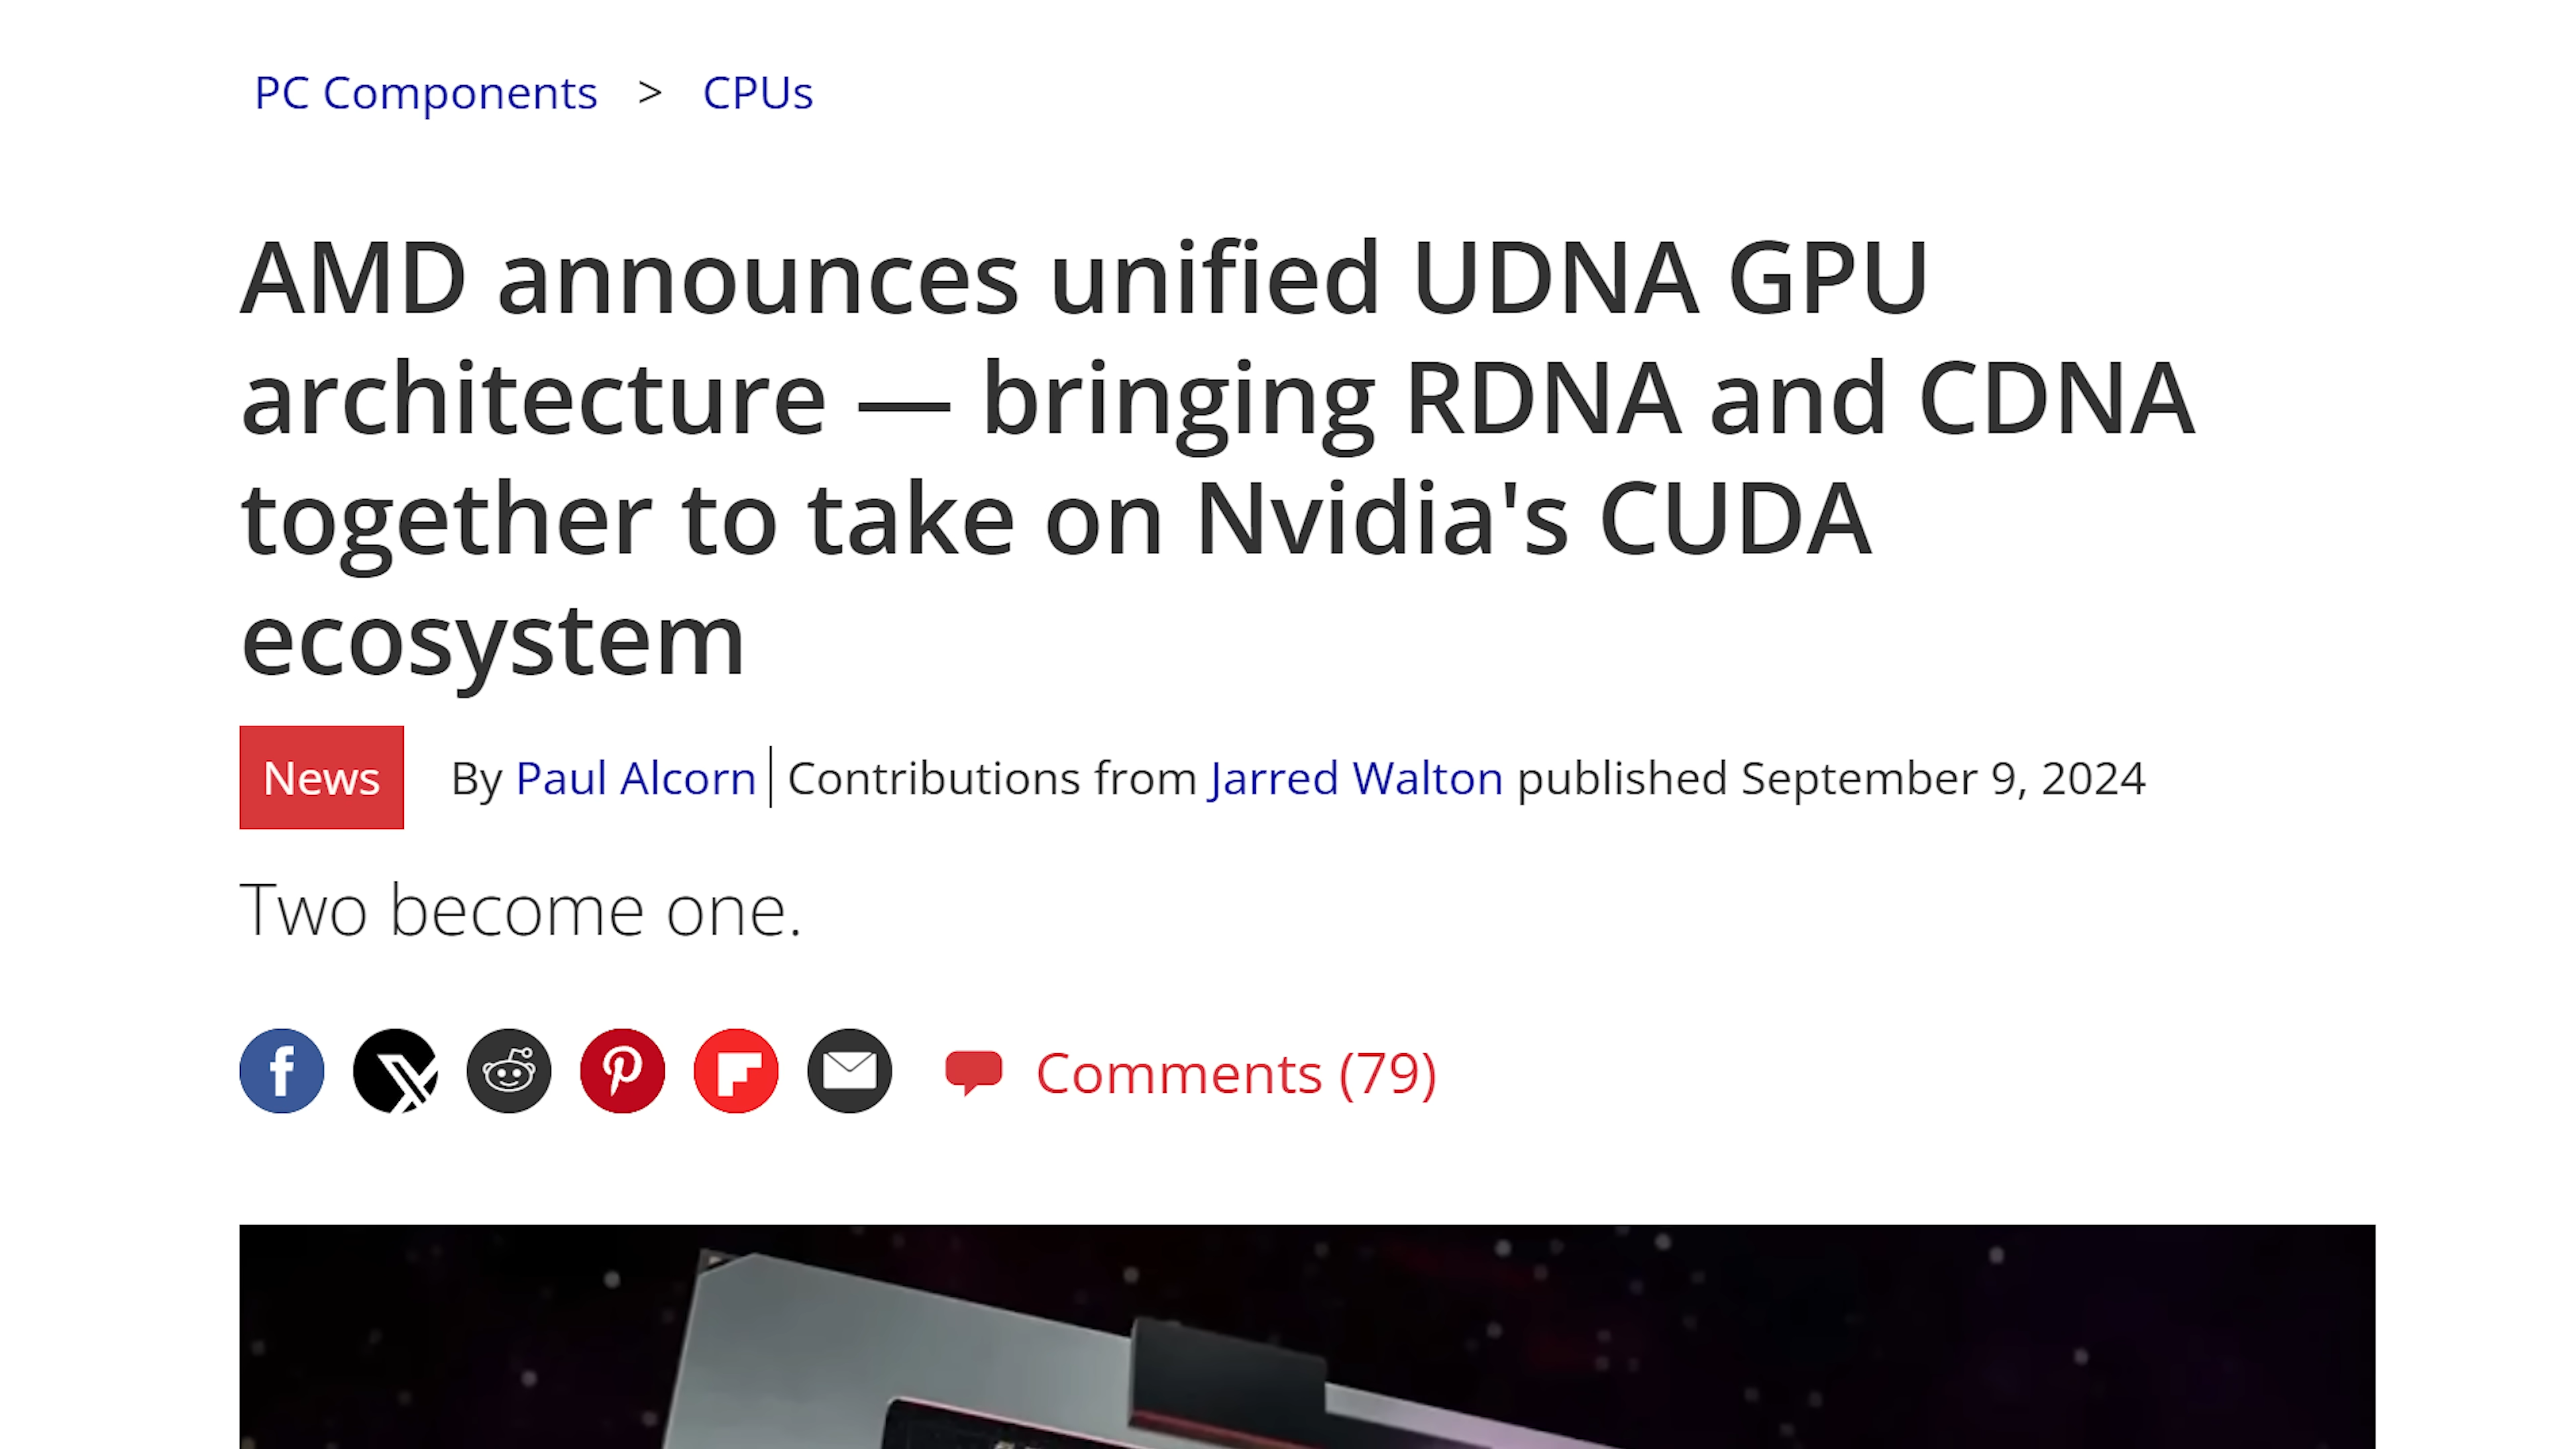 PC Components > CPUs
AMD announces unified UDNA GPU
architecture — bringing RDNA and CDNA
together to take on Nvidia's CUDA
ecosystem
News By Paul Alcorn | Contributions from Jarred Walton published September 9, 2024
Two become one.
Comments (79)